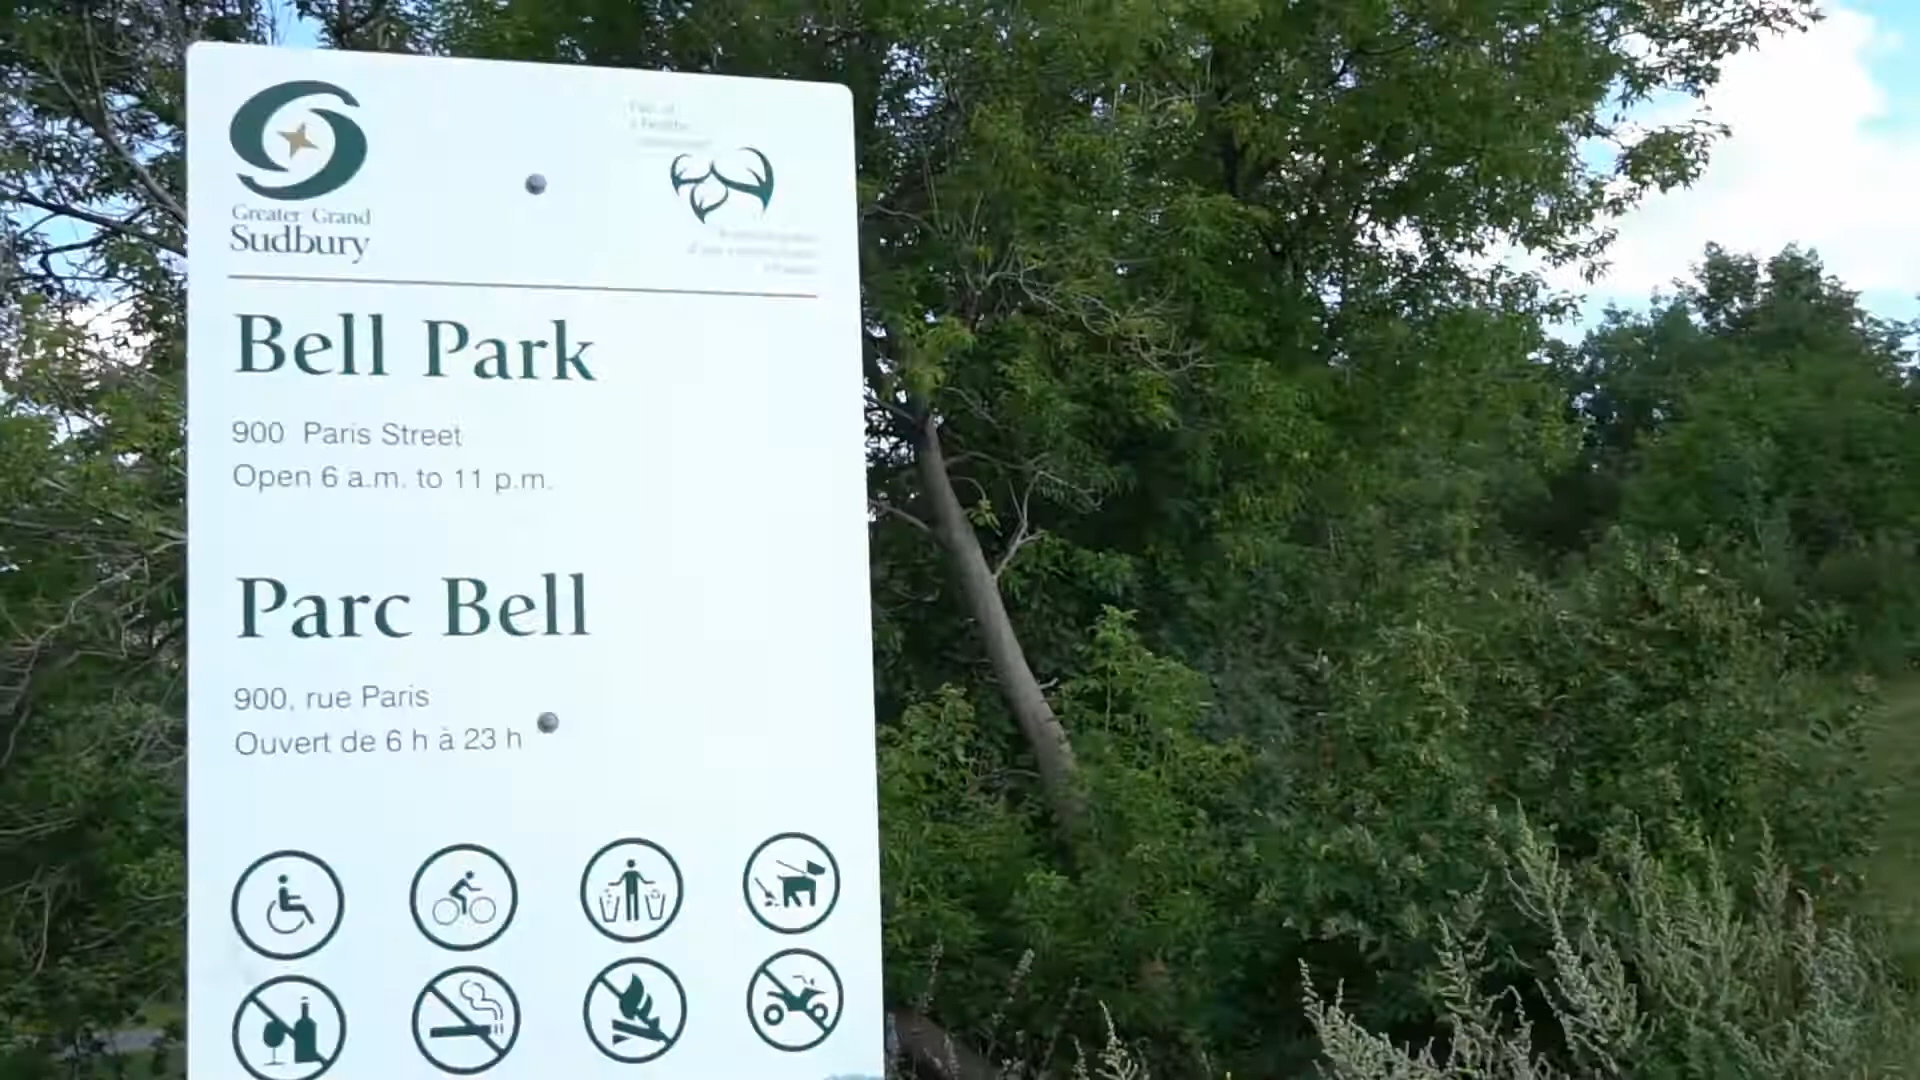 Greater Grand
Sudbury
Bell Park
900 Paris Street
Open 6 a.m. to 11 p.m.
Parc Bell
900, rue Paris
Ouvert de 6 h à 23 h